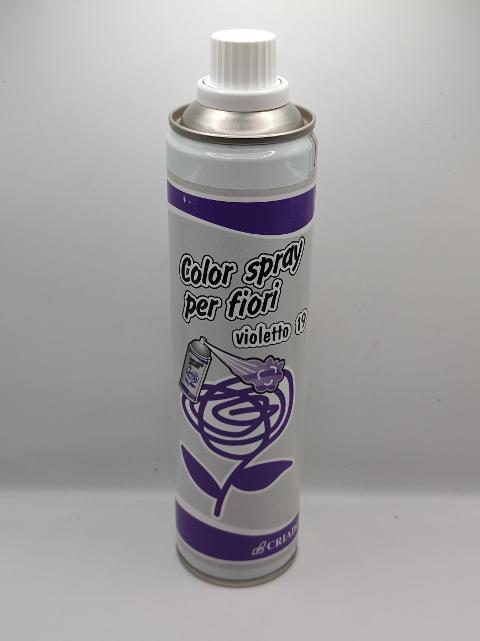 Color spray
per fiori
violetto 19